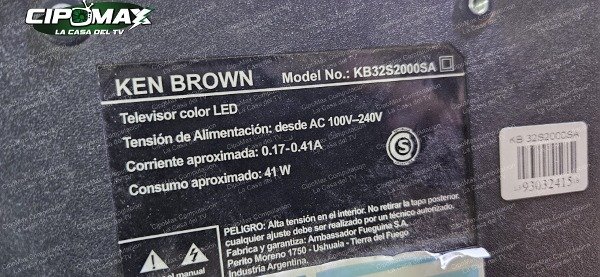 CIPOMAX
LA CASA DEL TV
KEN BROWN
Model No.: KB32S2000SA
Televisor color LED
Tensión de Alimentación: desde AC 100V–240V
Corriente aproximada: 0.17-0.41A
Consumo aproximado: 41 W
S
KB 32S2000SA
93032415
PELIGRO: Alta tensión en el interior. No retirar la tapa posterior,
cualquier ajuste debe ser realizado por un técnico autorizado.
Fabrica y garantiza: Ambassador Fueguina S.A.
Perito Moreno 1750 - Ushuaia - Tierra del Fuego
Industria Argentina
el manual